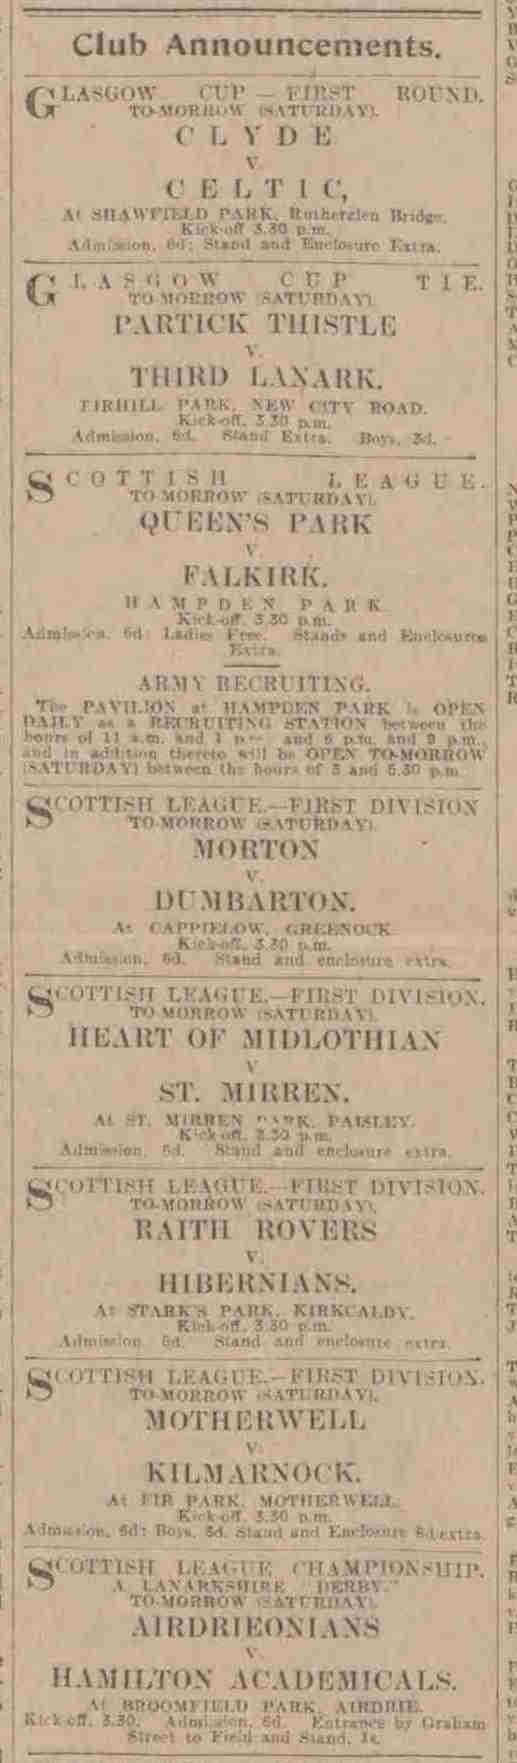 Club Announcements.
GLASGOW CUP — FIRST ROUND.
TO-MORROW (SATURDAY).
CLYDE
V.
CELTIC,
At SHAWFIELD PARK, Rutherglen Bridge.
Kick-off 3.30 p.m.
Admission, 6d; Stand and Enclosure Extra.
GLASGOW CUP TIE.
TO-MORROW (SATURDAY).
PARTICK THISTLE
V.
THIRD LANARK.
FIRHILL PARK, NEW CITY ROAD.
Kick-off, 3.30 p.m.
Admission, 6d. Stand Extra. Boys, 3d.
SCOTTISH LEAGUE.
TO-MORROW (SATURDAY).
QUEEN'S PARK
V
FALKIRK.
HAMPDEN PARK
Kick-off, 3.30 p.m.
Admission, 6d; Ladies Free. Stands and Enclosures
Extra.
ARMY RECRUITING.
The PAVILION at HAMPDEN PARK is OPEN
DAILY as a RECRUITING STATION between the
hours of 11 a.m. and 1 p.m. and 6 p.m. and 9 p.m.,
and in addition thereto will be OPEN TO-MORROW
(SATURDAY) between the hours of 3 and 5.30 p.m.
SCOTTISH LEAGUE.—FIRST DIVISION
TO-MORROW (SATURDAY).
MORTON
V.
DUMBARTON.
At CAPPIELOW, GREENOCK.
Kick-off, 3.30 p.m.
Admission, 6d. Stand and enclosure extra.
SCOTTISH LEAGUE.—FIRST DIVISION.
TO-MORROW (SATURDAY).
HEART OF MIDLOTHIAN
V
ST. MIRREN.
At ST. MIRREN PARK, PAISLEY.
Kick-off, 3.30 p.m.
Admission, 6d. Stand and enclosure extra.
SCOTTISH LEAGUE.—FIRST DIVISION.
TO-MORROW (SATURDAY),
RAITH ROVERS
V.
HIBERNIANS.
At STARK'S PARK, KIRKCALDY.
Kick-off, 3.30 p.m.
Admission 6d. Stand and enclosure extra.
SCOTTISH LEAGUE.—FIRST DIVISION.
TO-MORROW (SATURDAY).
MOTHERWELL
V.
KILMARNOCK.
At FIR PARK, MOTHERWELL.
Kick-off, 3.30 p.m.
Admission, 6d; Boys, 3d. Stand and Enclosure 6d extra.
SCOTTISH LEAGUE CHAMPIONSHIP.
A LANARKSHIRE "DERBY."
TO-MORROW (SATURDAY).
AIRDRIEONIANS
V.
HAMILTON ACADEMICALS.
At BROOMFIELD PARK, AIRDRIE.
Kick-off, 3.30. Admission, 6d. Entrance by Graham
Street to Field and Stand, 1s.